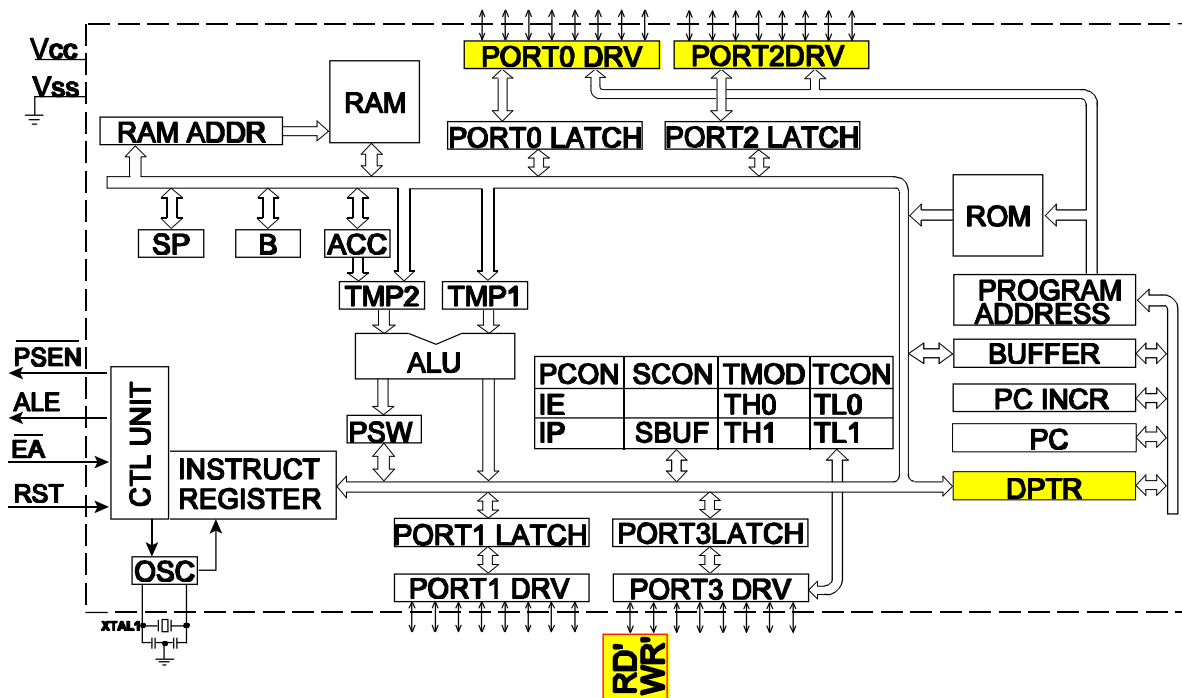 PORT0 DRV
PORT2DRV
Vcc
Vss
RAM
RAM ADDR
PORT0 LATCH
PORT2 LATCH
ROM
SP
B
ACC
TMP2
TMP1
PROGRAM
ADDRESS
ALU
BUFFER
PSEN
PCON SCON TMOD TCON
IE TH0 TL0
IP SBUF TH1 TL1
PC INCR
ALE
PSW
PC
EA
CTL UNIT
INSTRUCT
REGISTER
RST
DPTR
PORT1 LATCH
PORT3LATCH
OSC
PORT1 DRV
PORT3 DRV
XTAL1
RD'
WR'